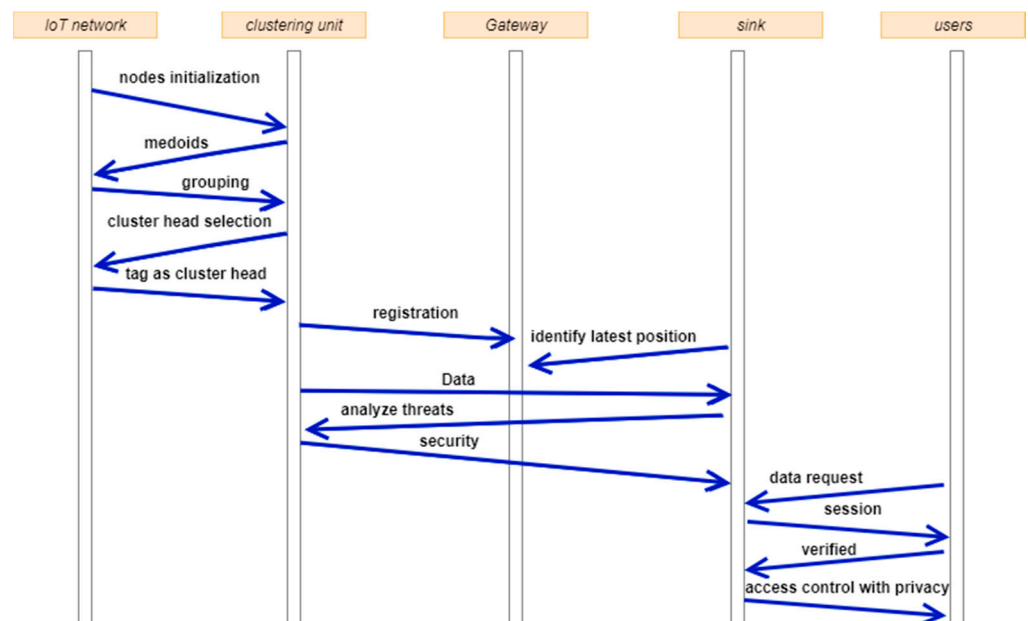 IoT network
clustering unit
Gateway
sink
users
nodes initialization
medoids
grouping
cluster head selection
tag as cluster head
registration
identify latest position
Data
analyze threats
security
data request
session
verified
access control with privacy